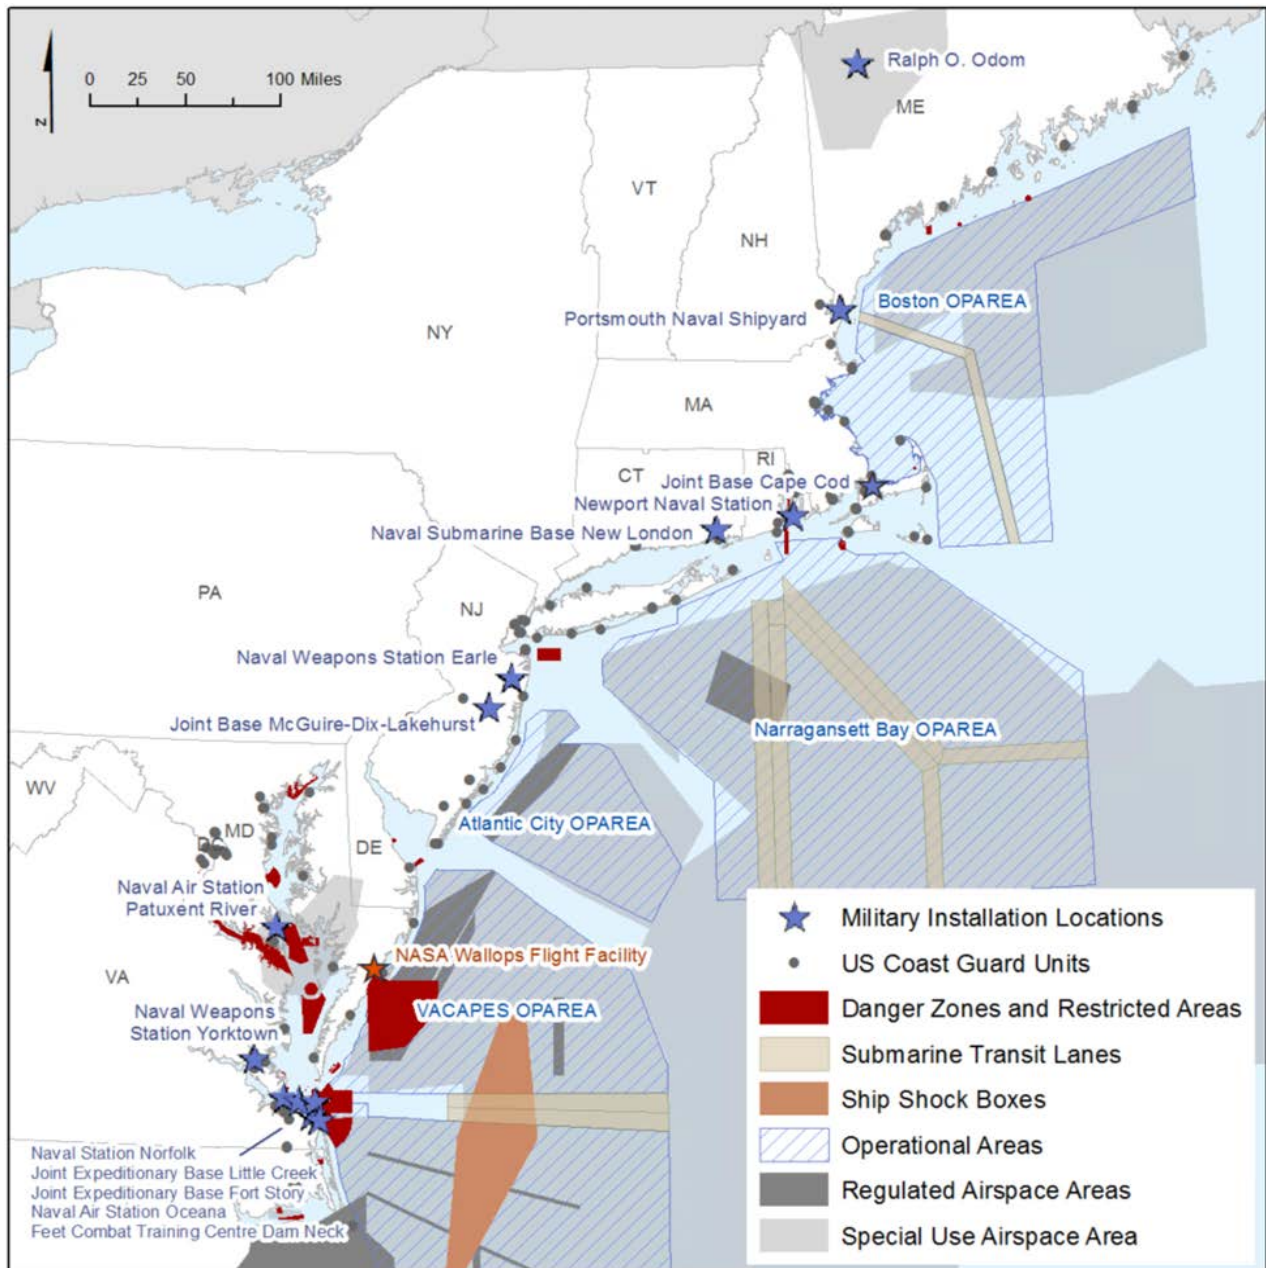 Ralph O. Odom
0 25 50 100 Miles
ME
z
VT
NH
Boston OPAREA
Portsmouth Naval Shipyard
NY
MA
RI
CT
Joint Base Cape Cod
Newport Naval Station
Naval Submarine Base New London
PA
NJ
Naval Weapons Station Earle
Joint Base McGuire-Dix-Lakehurst
Narragansett Bay OPAREA
WV
Atlantic City OPAREA
MD
DC
DE
Naval Air Station
Patuxent River
NASA Wallops Flight Facility
VA
VACAPES OPAREA
Naval Weapons
Station Yorktown
Naval Station Norfolk
Joint Expeditionary Base Little Creek
Joint Expeditionary Base Fort Story
Naval Air Station Oceana
Feet Combat Training Centre Dam Neck
Military Installation Locations
US Coast Guard Units
Danger Zones and Restricted Areas
Submarine Transit Lanes
Ship Shock Boxes
Operational Areas
Regulated Airspace Areas
Special Use Airspace Area